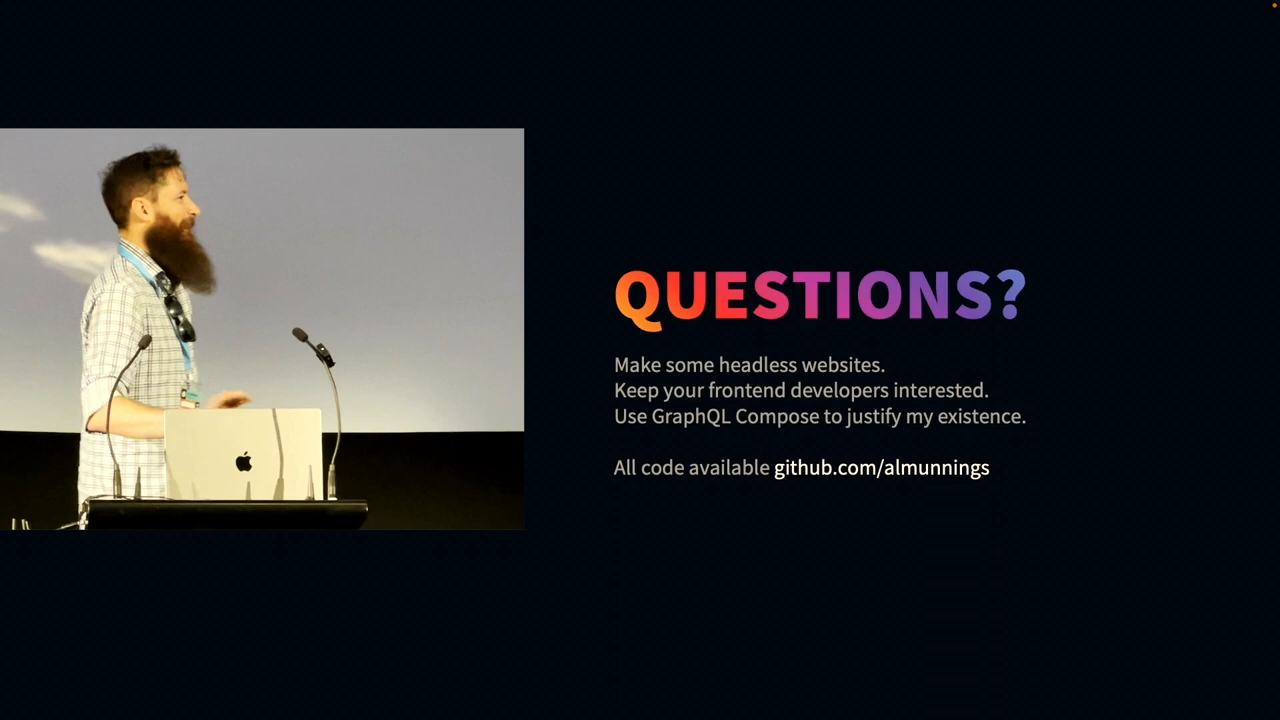 QUESTIONS?
Make some headless websites.
Keep your frontend developers interested.
Use GraphQL Compose to justify my existence.
All code available github.com/almunnings